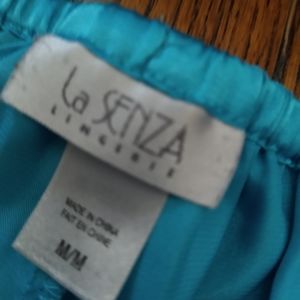 La SENZA
LINGERIE
MADE IN CHINA
FAIT EN CHINE
M/M